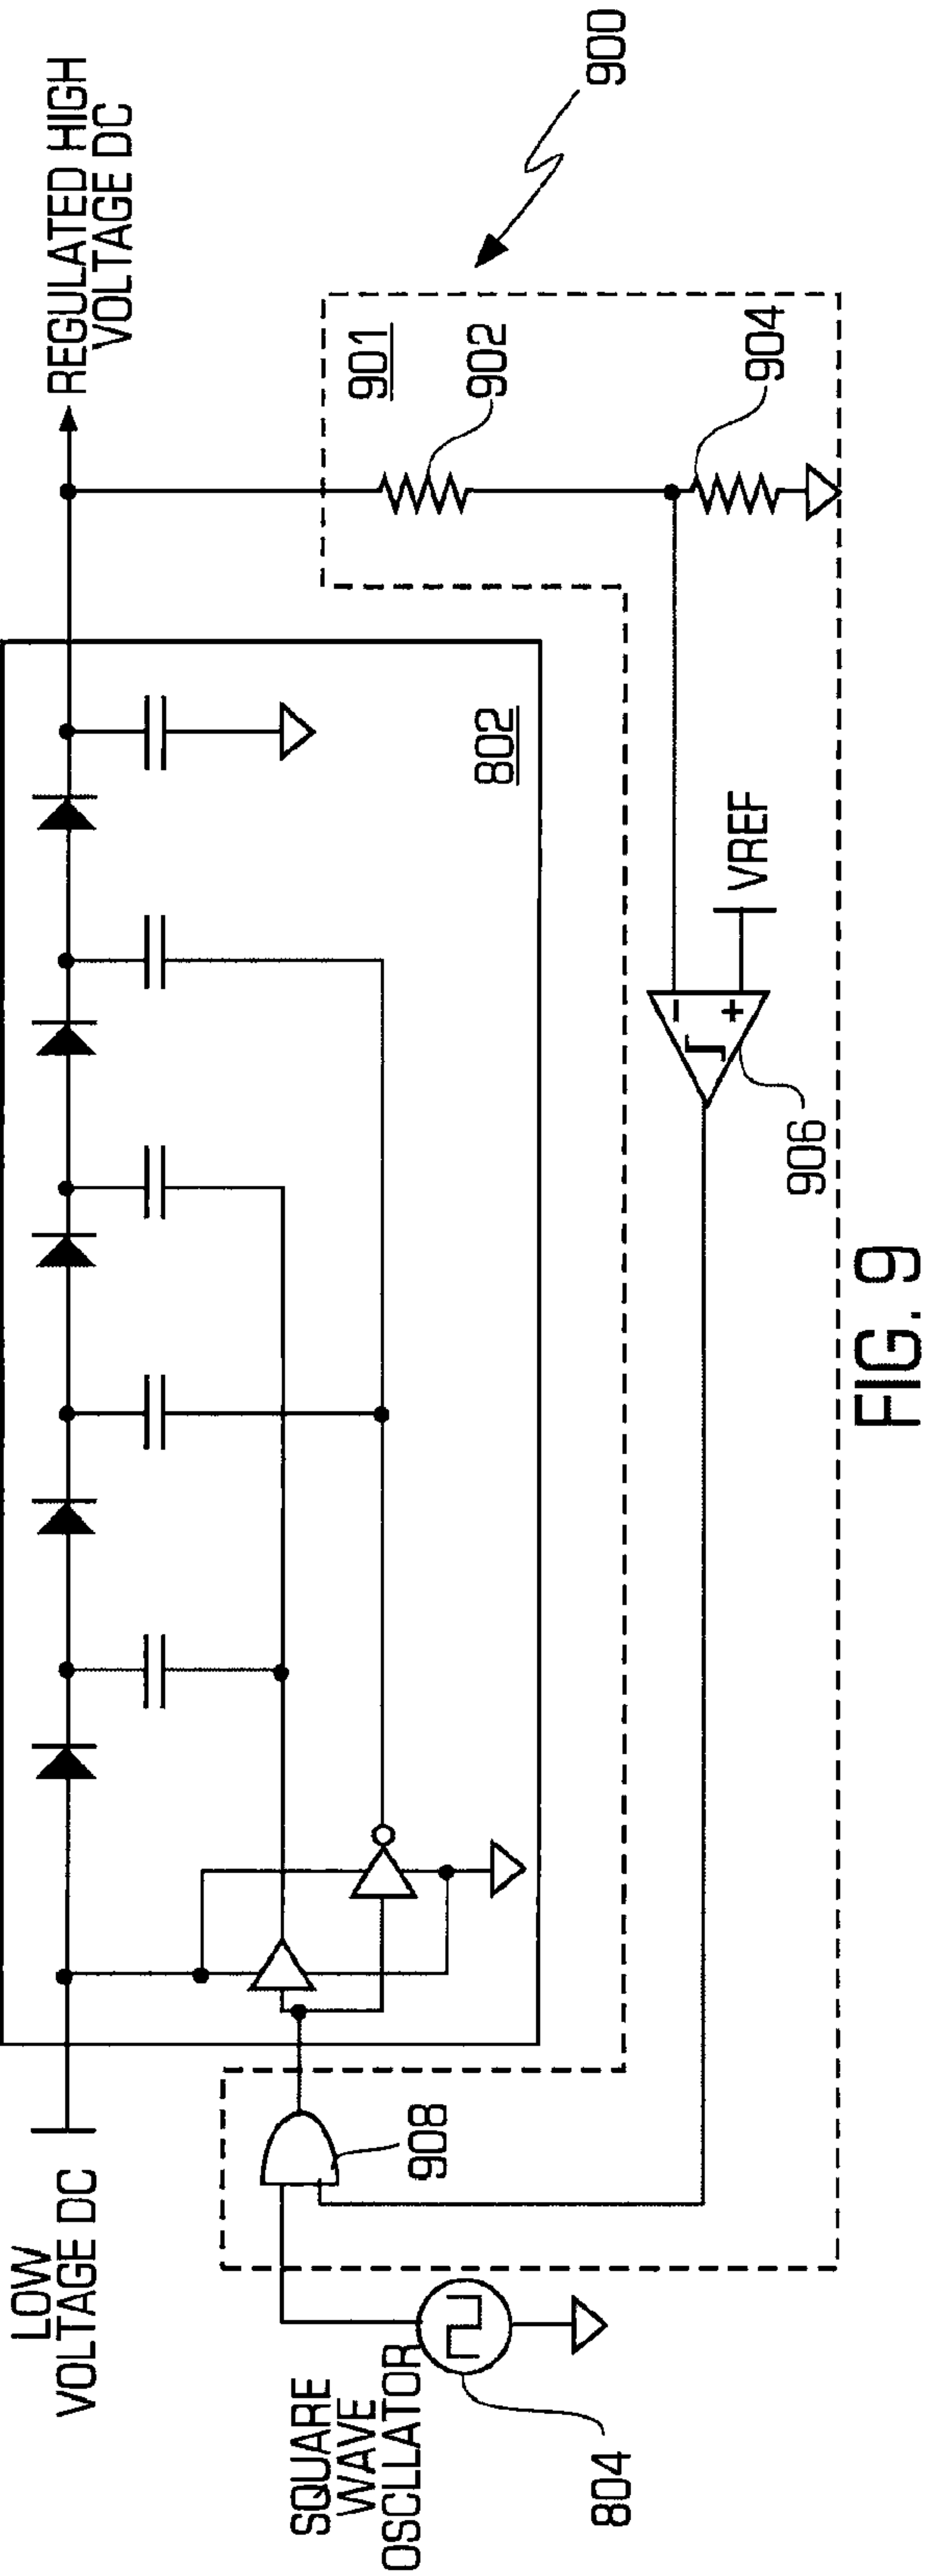 LOW
VOLTAGE DC
REGULATED HIGH
VOLTAGE DC
802
901
902
904
900
VREF
-
+
906
908
SQUARE
WAVE
OSCLLATOR
804
FIG. 9